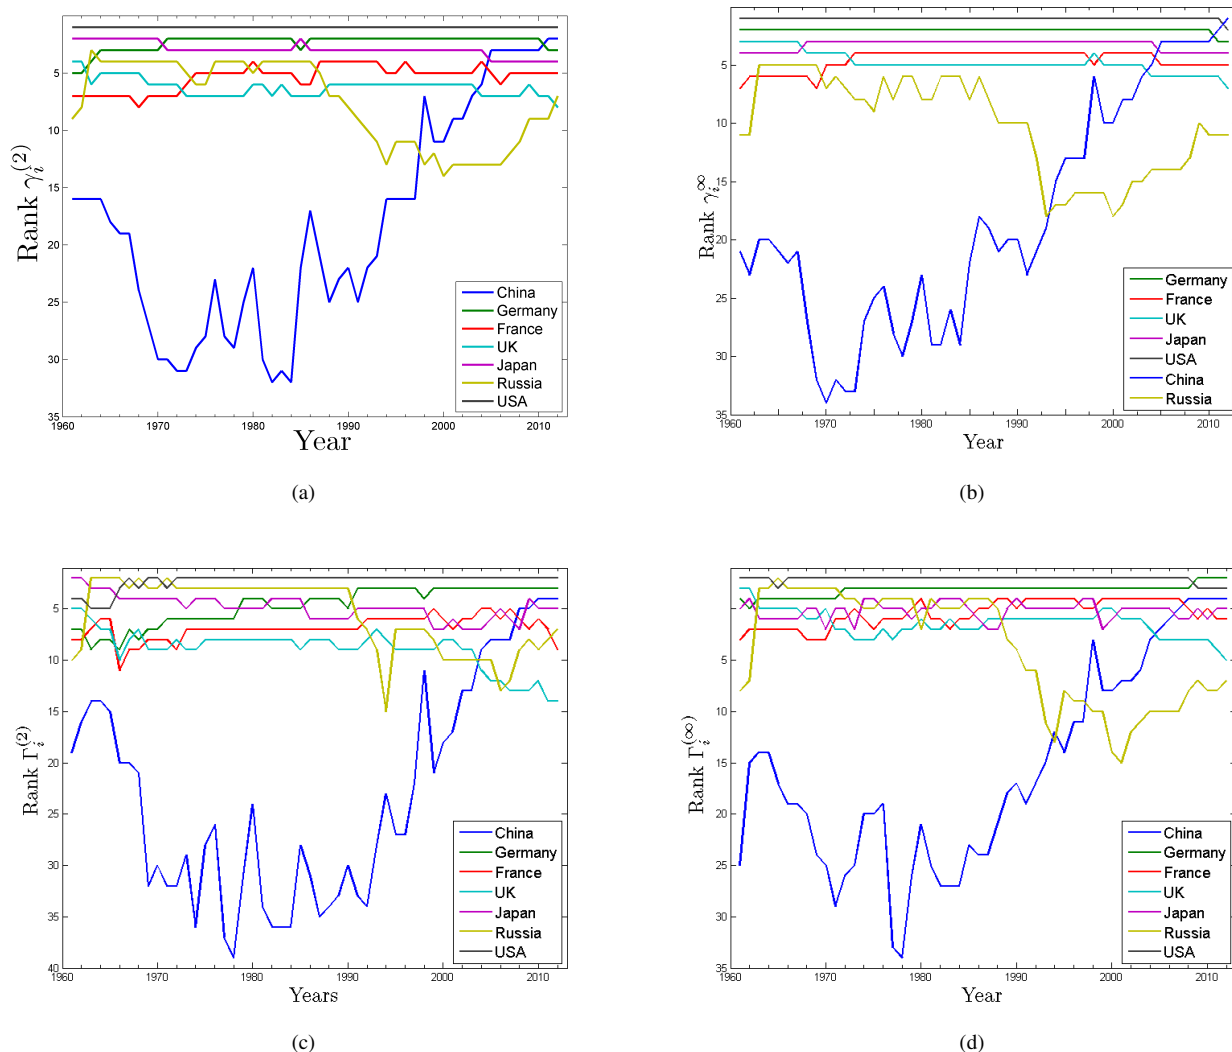 5
10
15
20
25
30
35
Rank γ_i^(2)
1960 1970 1980 1990 2000 2010
Year
China
Germany
France
UK
Japan
Russia
USA
(a)
5
10
15
20
25
30
35
Rank γ_i^∞
1960 1970 1980 1990 2000 2010
Year
Germany
France
UK
Japan
USA
China
Russia
(b)
5
10
15
20
25
30
35
40
Rank Γ_i^(2)
1960 1970 1980 1990 2000 2010
Years
China
Germany
France
UK
Japan
Russia
USA
(c)
5
10
15
20
25
30
35
Rank Γ_i^(∞)
1960 1970 1980 1990 2000 2010
Year
China
Germany
France
UK
Japan
Russia
USA
(d)